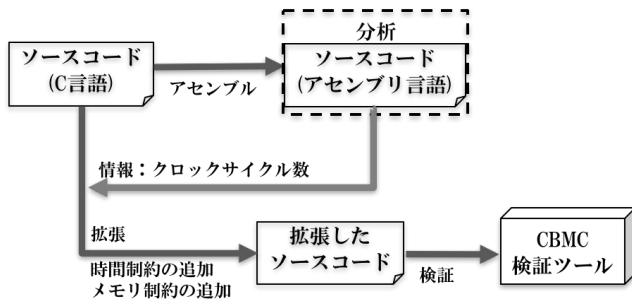 分析
ソースコード
(C言語)
アセンブル
ソースコード
(アセンブリ言語)
情報：クロックサイクル数
拡張
時間制約の追加
メモリ制約の追加
拡張した
ソースコード
検証
CBMC
検証ツール